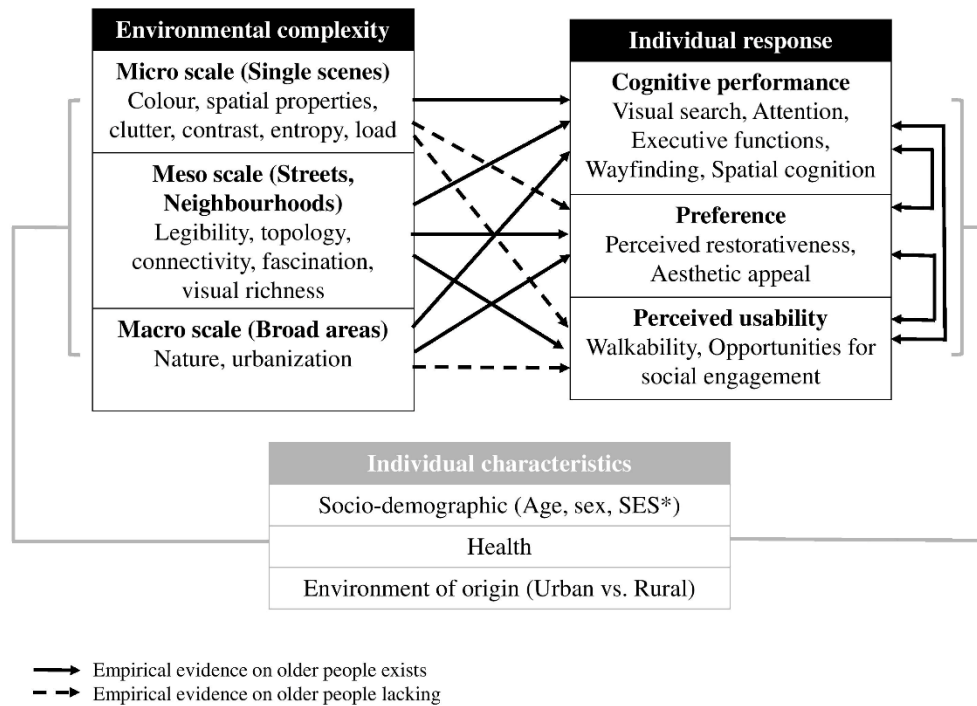 Environmental complexity
Micro scale (Single scenes)
Colour, spatial properties,
clutter, contrast, entropy, load
Meso scale (Streets,
Neighbourhoods)
Legibility, topology,
connectivity, fascination,
visual richness
Macro scale (Broad areas)
Nature, urbanization
Individual response
Cognitive performance
Visual search, Attention,
Executive functions,
Wayfinding, Spatial cognition
Preference
Perceived restorativeness,
Aesthetic appeal
Perceived usability
Walkability, Opportunities for
social engagement
Individual characteristics
Socio-demographic (Age, sex, SES*)
Health
Environment of origin (Urban vs. Rural)
Empirical evidence on older people exists
Empirical evidence on older people lacking